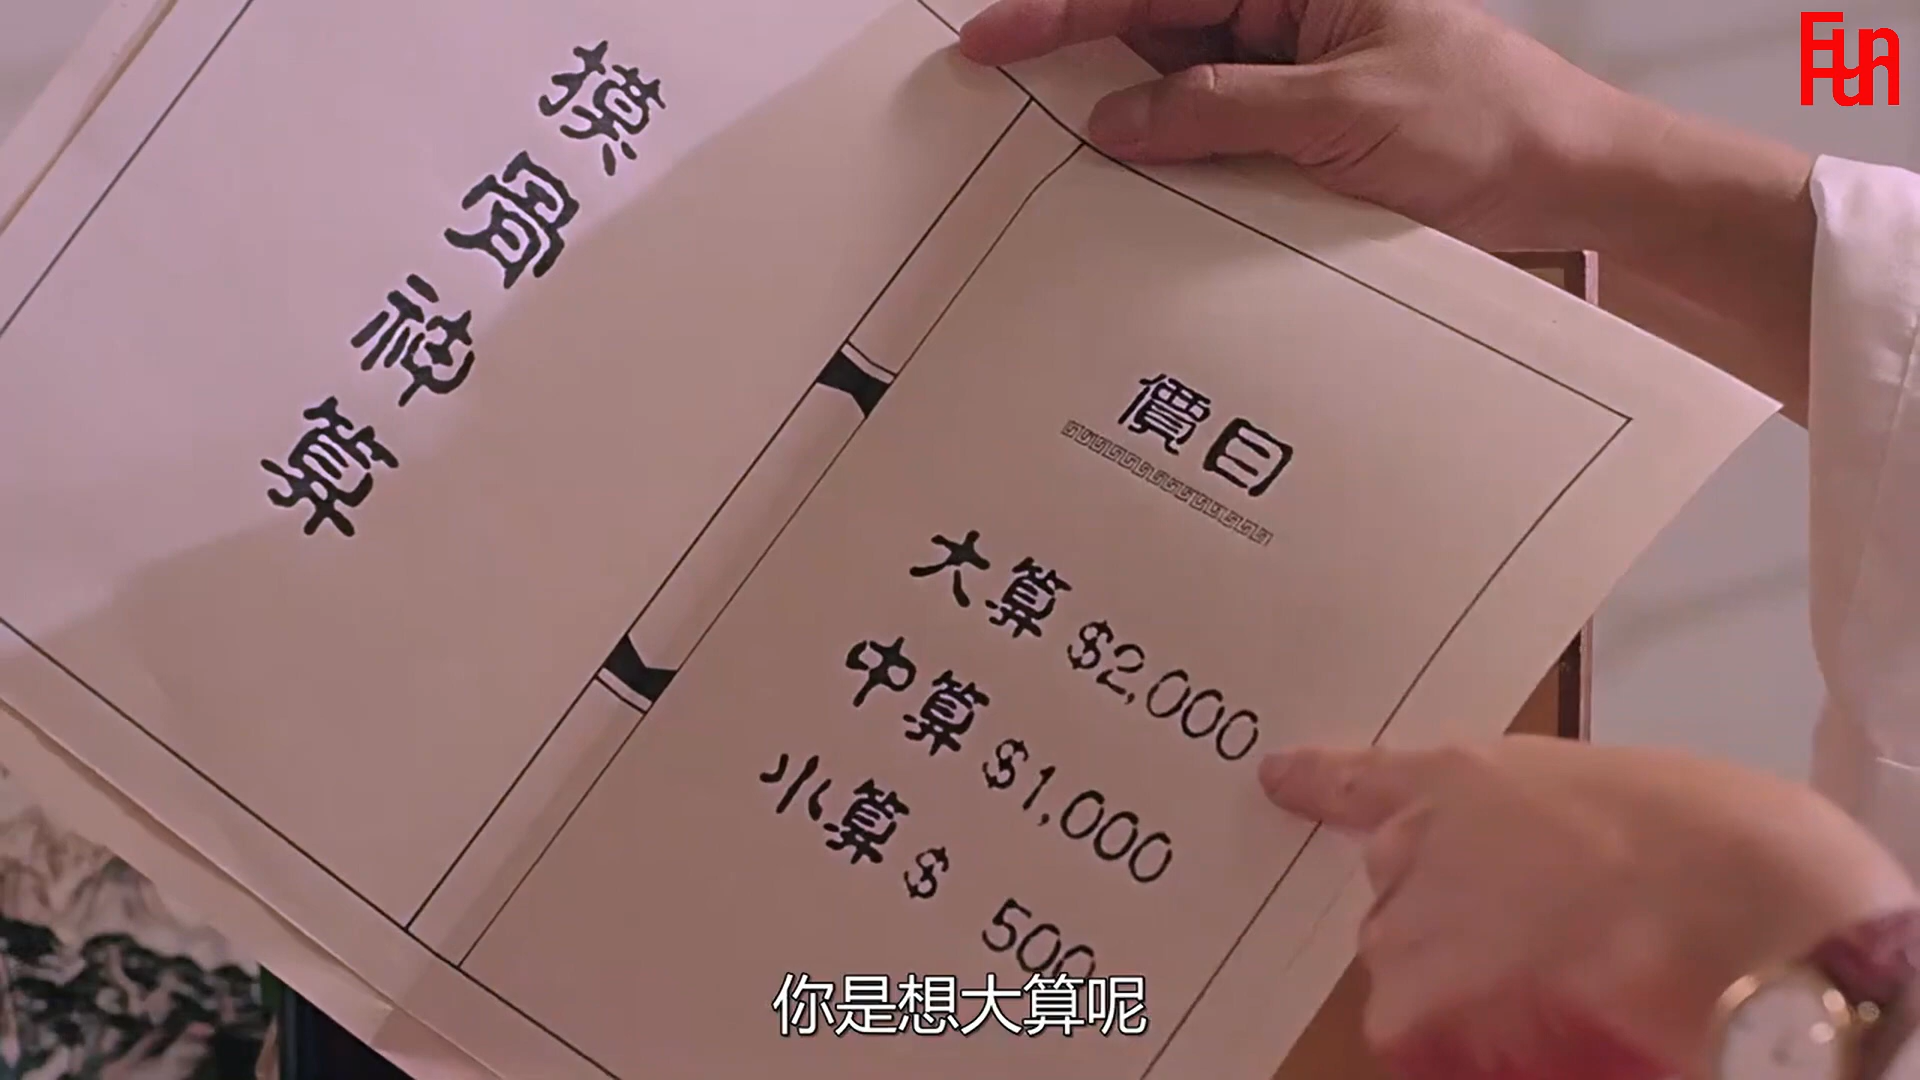 摸骨神算
價目
大算 $2,000
中算 $1,000
小算 $ 500
你是想大算呢
Fun
Fun